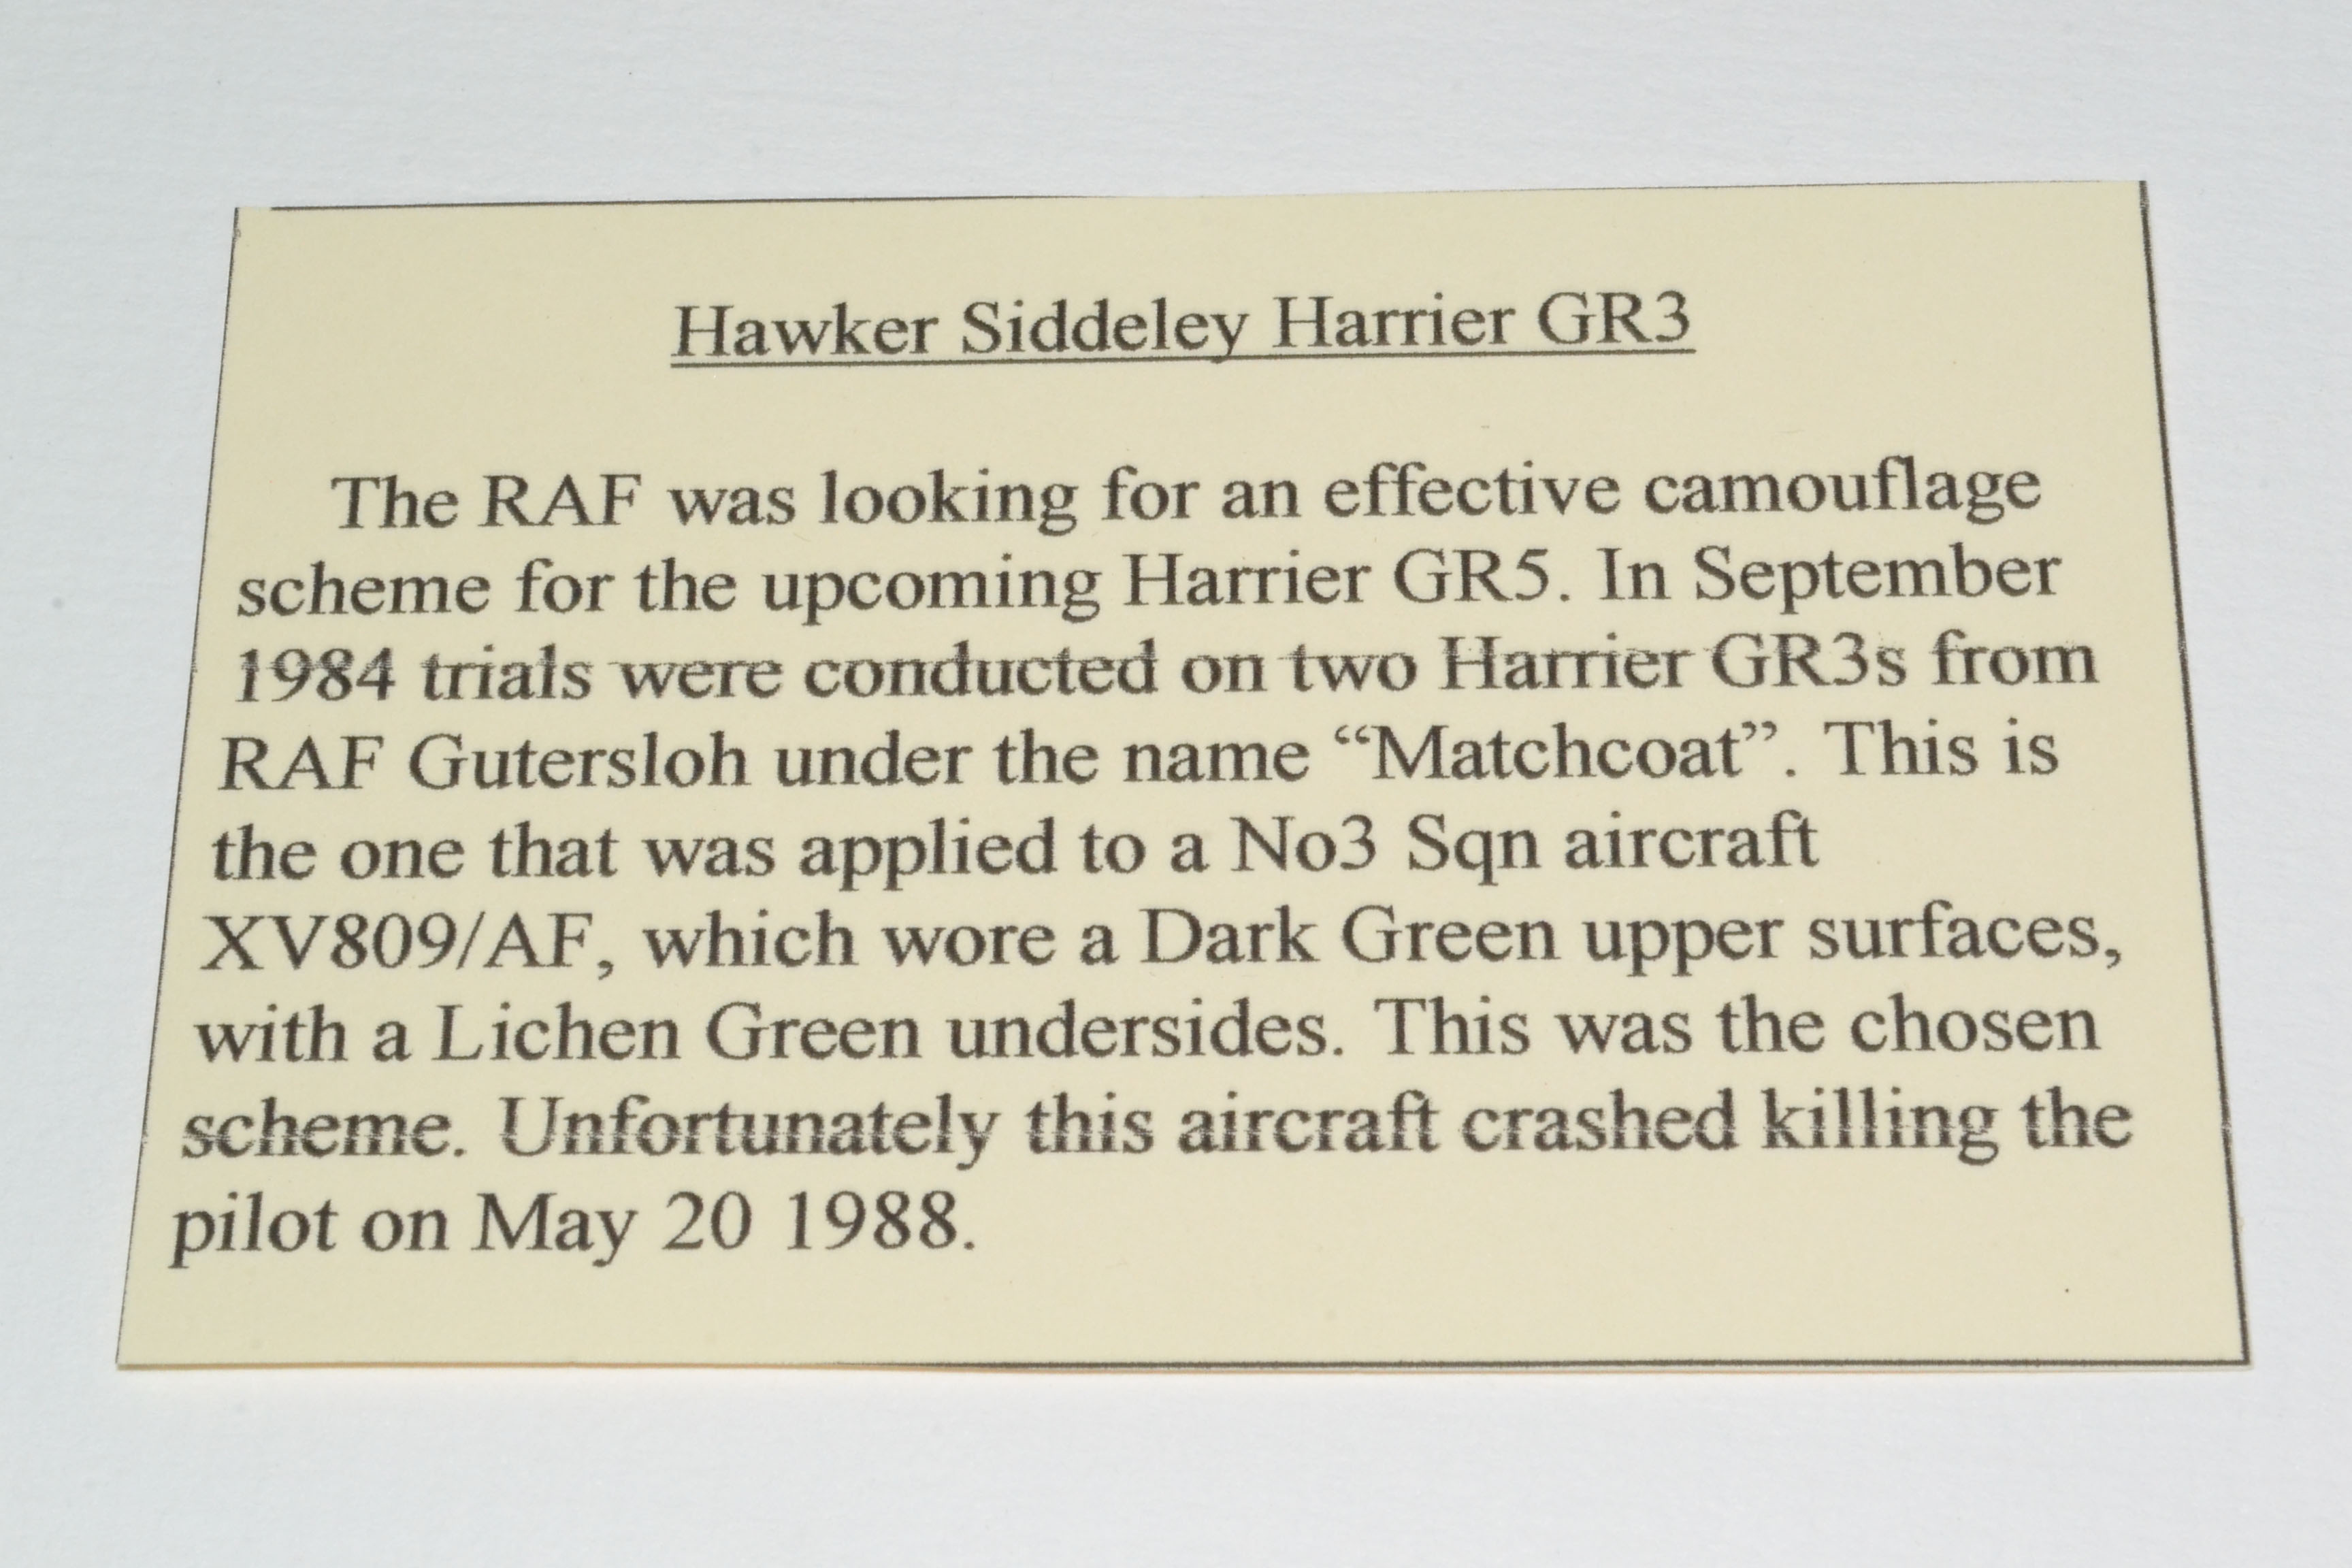 Hawker Siddeley Harrier GR3
The RAF was looking for an effective camouflage
scheme for the upcoming Harrier GR5. In September
1984 trials were conducted on two Harrier GR3s from
RAF Gutersloh under the name “Matchcoat”. This is
the one that was applied to a No3 Sqn aircraft
XV809/AF, which wore a Dark Green upper surfaces,
with a Lichen Green undersides. This was the chosen
scheme. Unfortunately this aircraft crashed killing the
pilot on May 20 1988.